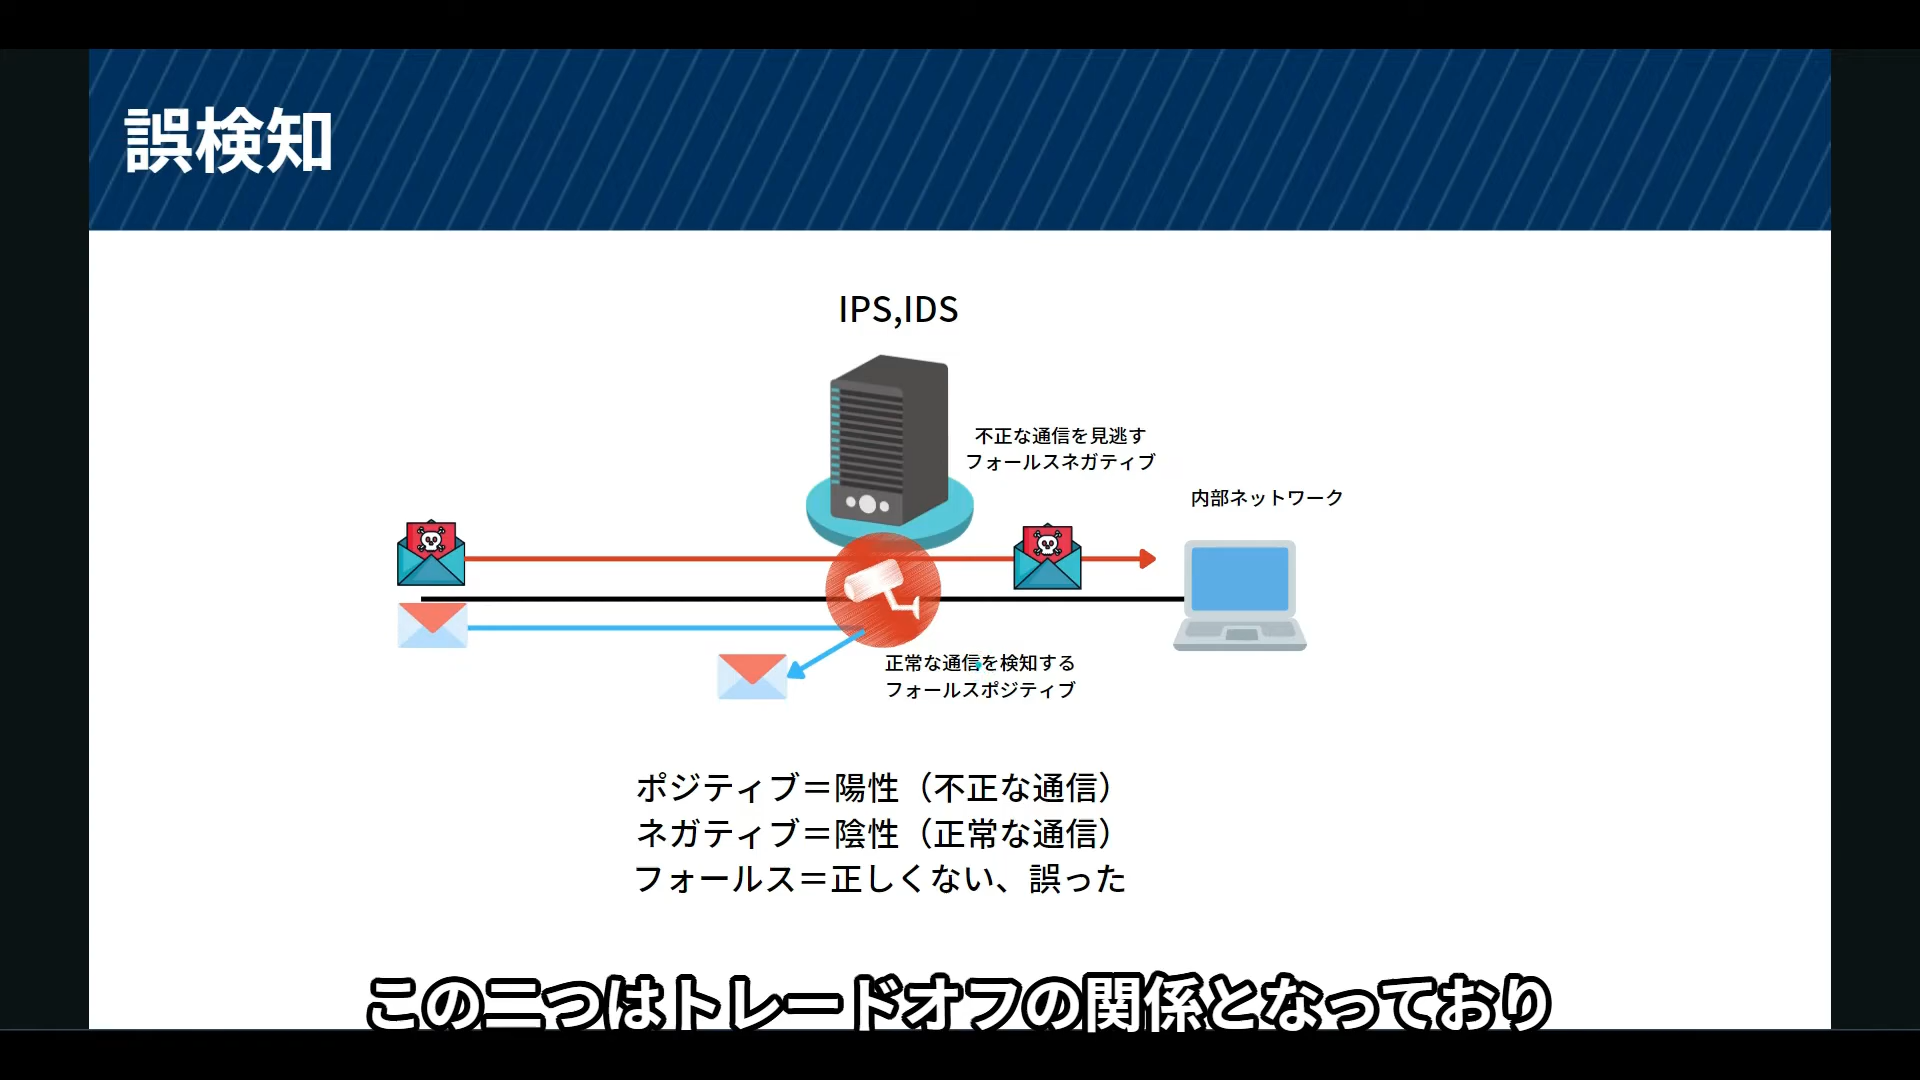 誤検知
IPS,IDS
不正な通信を見逃す
フォールスネガティブ
内部ネットワーク
正常な通信を検知する
フォールスポジティブ
ポジティブ＝陽性（不正な通信）
ネガティブ＝陰性（正常な通信）
フォールス＝正しくない、誤った
この二つはトレードオフの関係となっており